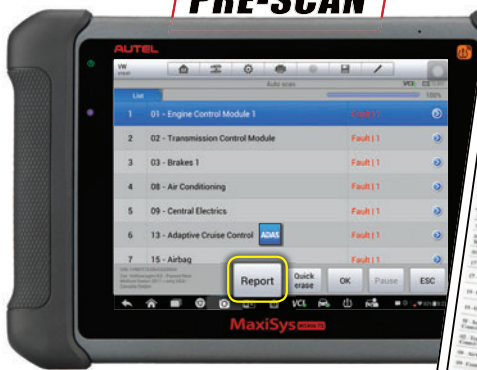 PRE-SCAN
AUTEL
VW
Auto scan
VCI
List
100%
1 01 - Engine Control Module 1 Fault | 1
2 02 - Transmission Control Module Fault | 1
3 03 - Brakes 1 Fault | 1
4 08 - Air Conditioning Fault | 1
5 09 - Central Electrics Fault | 1
6 13 - Adaptive Cruise Control ADAS Fault | 1
7 15 - Airbag Fault | 1
Report
Quick
erase
OK
Pause
ESC
VCI
MaxiSys